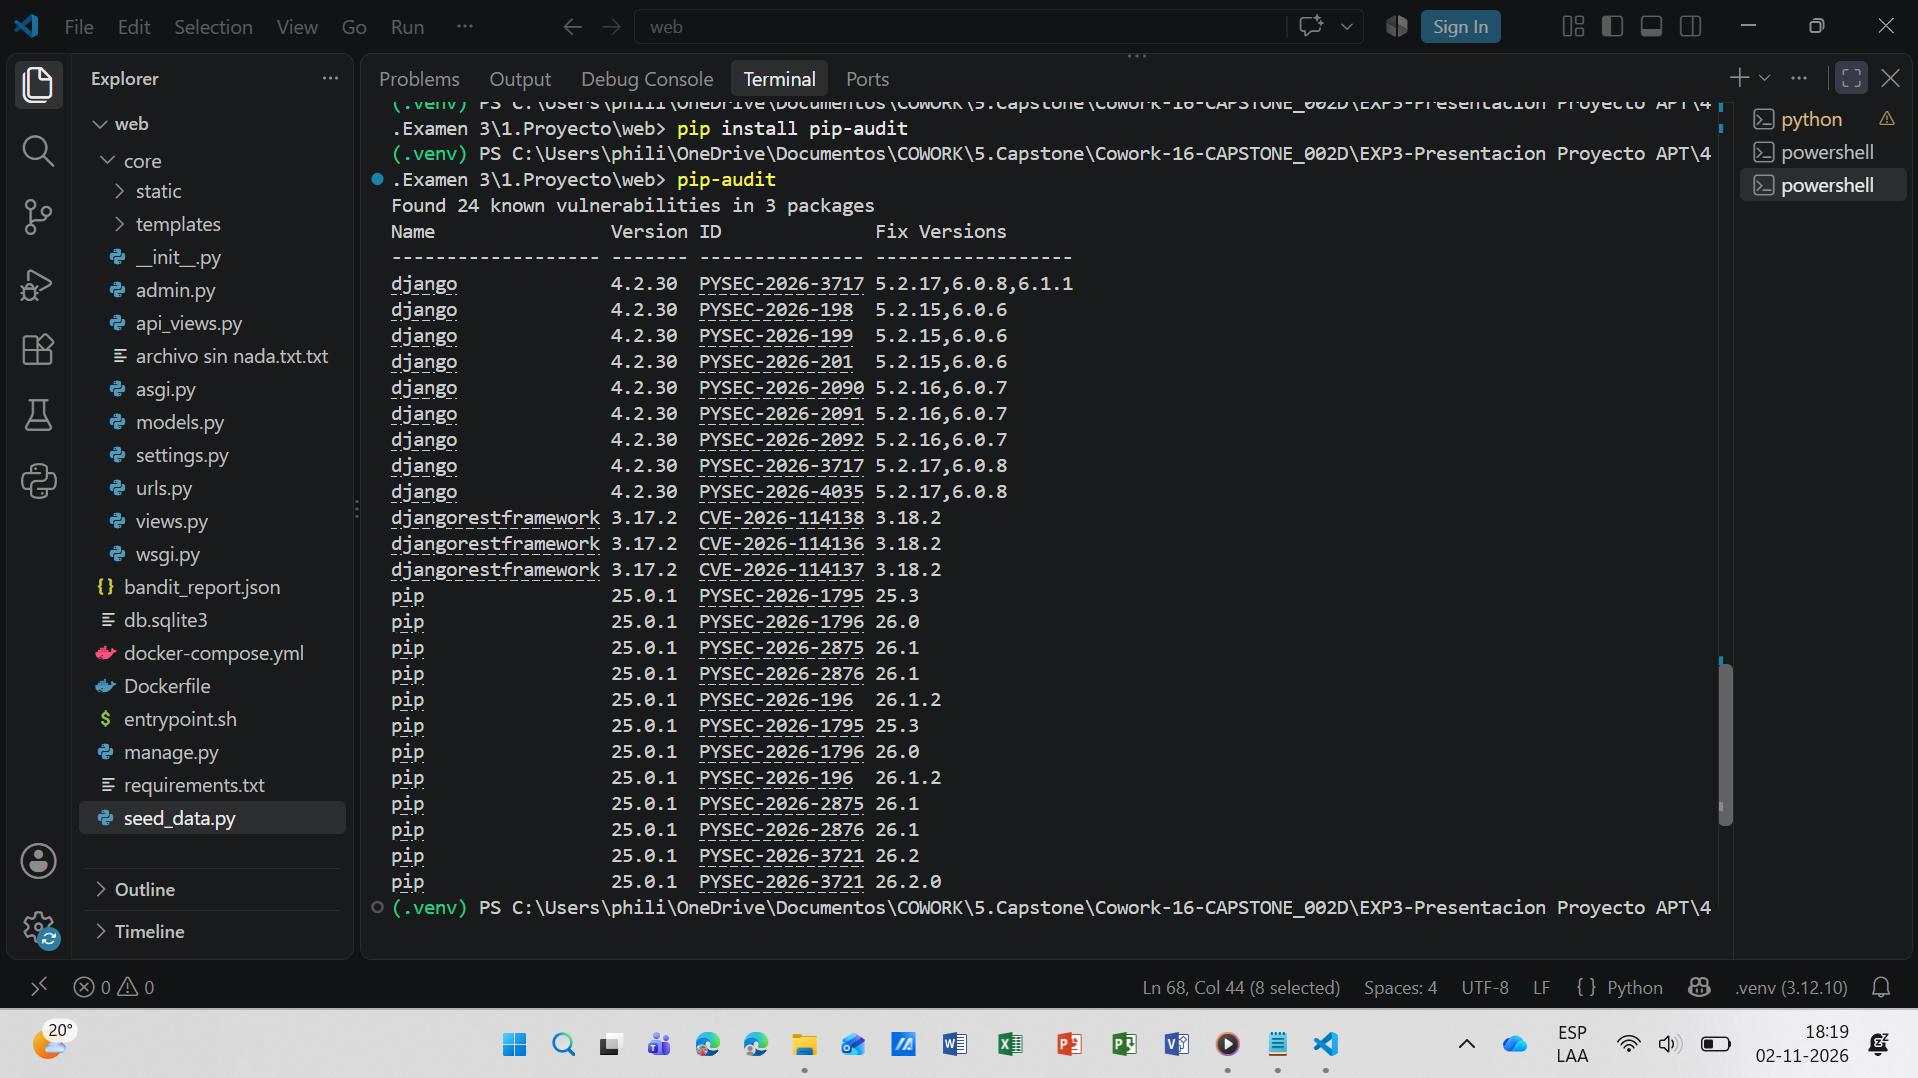 File Edit Selection View Go Run ··· web Sign In
Explorer ···
web
core
static
templates
__init__.py
admin.py
api_views.py
archivo sin nada.txt.txt
asgi.py
models.py
settings.py
urls.py
views.py
wsgi.py
bandit_report.json
db.sqlite3
docker-compose.yml
Dockerfile
entrypoint.sh
manage.py
requirements.txt
seed_data.py
Outline
Timeline
Problems Output Debug Console Terminal Ports
(.venv) PS C:\Users\phili\OneDrive\Documentos\COWORK\5.Capstone\Cowork-16-CAPSTONE_002D\EXP3-Presentacion Proyecto APT\4
.Examen 3\1.Proyecto\web> pip install pip-audit
(.venv) PS C:\Users\phili\OneDrive\Documentos\COWORK\5.Capstone\Cowork-16-CAPSTONE_002D\EXP3-Presentacion Proyecto APT\4
.Examen 3\1.Proyecto\web> pip-audit
Found 24 known vulnerabilities in 3 packages
Name Version ID Fix Versions
------------------- ------- --------------- ------------------
django 4.2.30 PYSEC-2026-3717 5.2.17,6.0.8,6.1.1
django 4.2.30 PYSEC-2026-198 5.2.15,6.0.6
django 4.2.30 PYSEC-2026-199 5.2.15,6.0.6
django 4.2.30 PYSEC-2026-201 5.2.15,6.0.6
django 4.2.30 PYSEC-2026-2090 5.2.16,6.0.7
django 4.2.30 PYSEC-2026-2091 5.2.16,6.0.7
django 4.2.30 PYSEC-2026-2092 5.2.16,6.0.7
django 4.2.30 PYSEC-2026-3717 5.2.17,6.0.8
django 4.2.30 PYSEC-2026-4035 5.2.17,6.0.8
djangorestframework 3.17.2 CVE-2026-114138 3.18.2
djangorestframework 3.17.2 CVE-2026-114136 3.18.2
djangorestframework 3.17.2 CVE-2026-114137 3.18.2
pip 25.0.1 PYSEC-2026-1795 25.3
pip 25.0.1 PYSEC-2026-1796 26.0
pip 25.0.1 PYSEC-2026-2875 26.1
pip 25.0.1 PYSEC-2026-2876 26.1
pip 25.0.1 PYSEC-2026-196 26.1.2
pip 25.0.1 PYSEC-2026-1795 25.3
pip 25.0.1 PYSEC-2026-1796 26.0
pip 25.0.1 PYSEC-2026-196 26.1.2
pip 25.0.1 PYSEC-2026-2875 26.1
pip 25.0.1 PYSEC-2026-2876 26.1
pip 25.0.1 PYSEC-2026-3721 26.2
pip 25.0.1 PYSEC-2026-3721 26.2.0
(.venv) PS C:\Users\phili\OneDrive\Documentos\COWORK\5.Capstone\Cowork-16-CAPSTONE_002D\EXP3-Presentacion Proyecto APT\4
python
powershell
powershell
0 0 Ln 68, Col 44 (8 selected) Spaces: 4 UTF-8 LF { } Python .venv (3.12.10)
20°
ESP
LAA
18:19
02-11-2026